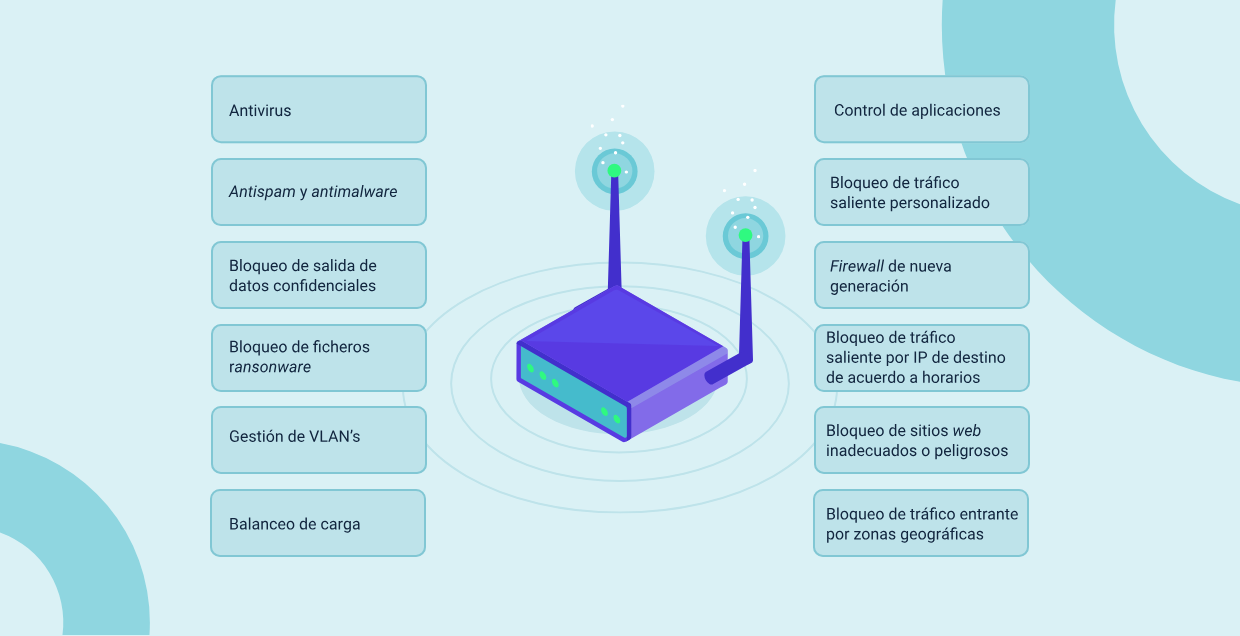 Antivirus
Antispam y antimalware
Bloqueo de salida de
datos confidenciales
Bloqueo de ficheros
ransonware
Gestión de VLAN’s
Balanceo de carga
Control de aplicaciones
Bloqueo de tráfico
saliente personalizado
Firewall de nueva
generación
Bloqueo de tráfico
saliente por IP de destino
de acuerdo a horarios
Bloqueo de sitios web
inadecuados o peligrosos
Bloqueo de tráfico entrante
por zonas geográficas